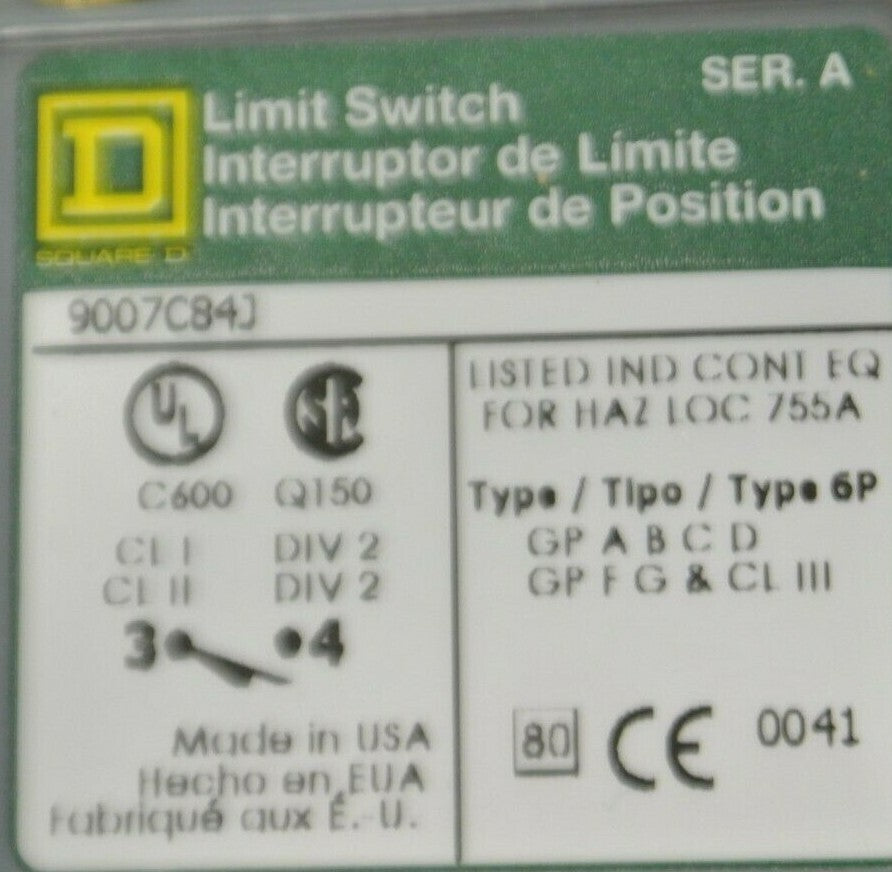 SER. A
Limit Switch
Interruptor de Límite
Interrupteur de Position
D
SQUARE D
9007C84J
UL SA
C600 Q150
CL I DIV 2
CL II DIV 2
3 4
Made in USA
Hecho en EUA
Fabriqué aux É.-U.
LISTED IND CONT EQ
FOR HAZ LOC 755A
Type / Tipo / Type 6P
GP A B C D
GP F G & CL III
80 CE 0041